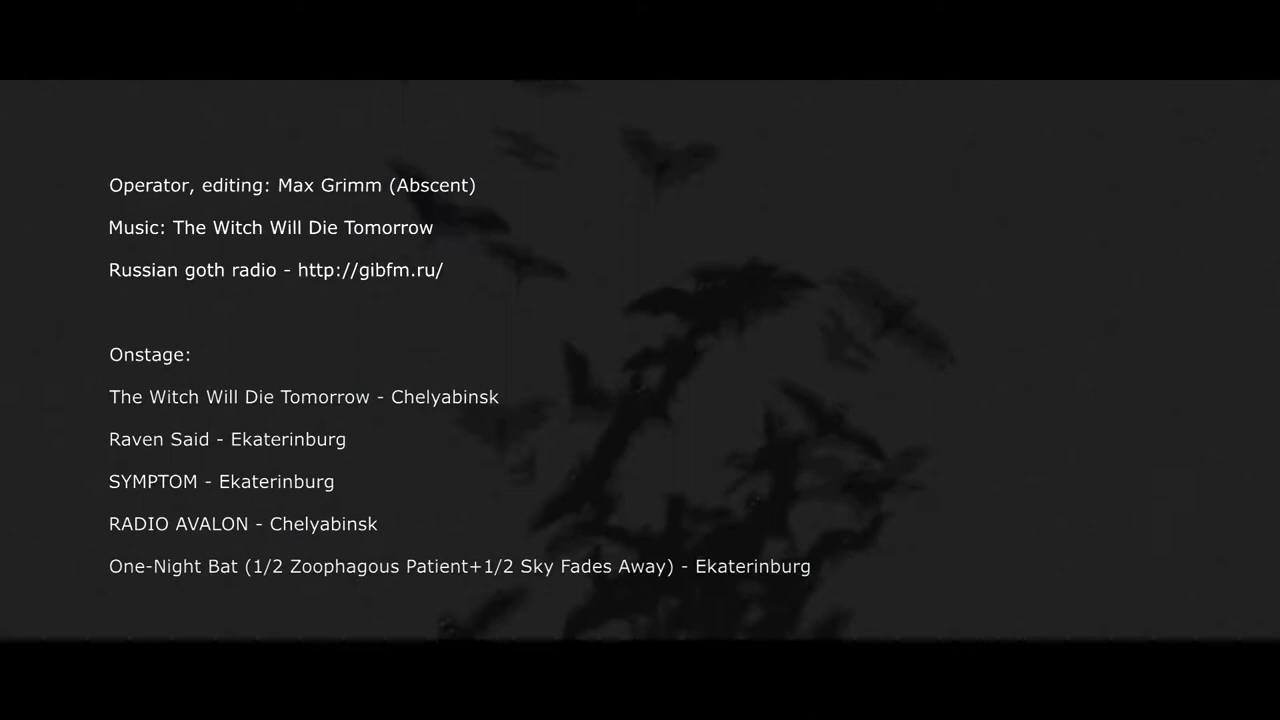 Operator, editing: Max Grimm (Abscent)
Music: The Witch Will Die Tomorrow
Russian goth radio - http://gibfm.ru/
Onstage:
The Witch Will Die Tomorrow - Chelyabinsk
Raven Said - Ekaterinburg
SYMPTOM - Ekaterinburg
RADIO AVALON - Chelyabinsk
One-Night Bat (1/2 Zoophagous Patient+1/2 Sky Fades Away) - Ekaterinburg